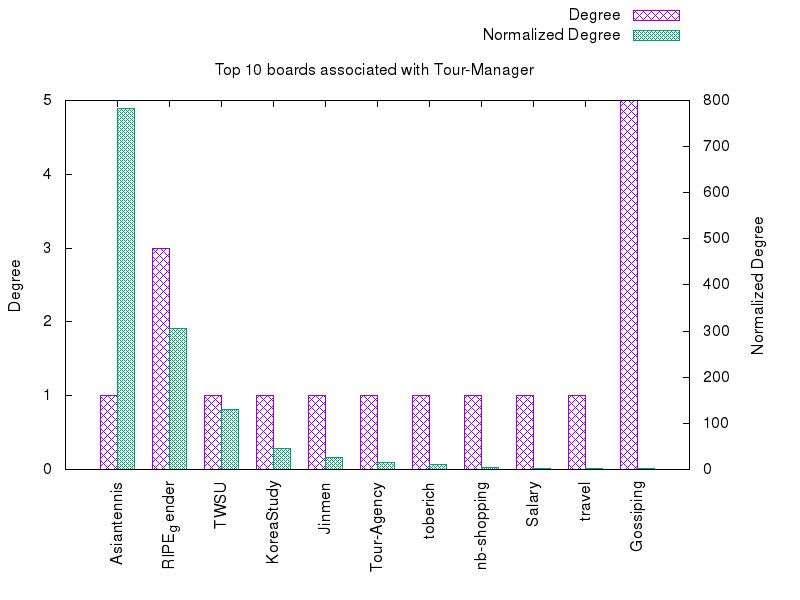 Degree
Normalized Degree
Top 10 boards associated with Tour-Manager
5
4
3
2
1
0
Degree
800
700
600
500
400
300
200
100
0
Normalized Degree
Asiantennis
RIPEgender
TWSU
KoreaStudy
Jinmen
Tour-Agency
toberich
nb-shopping
Salary
travel
Gossiping